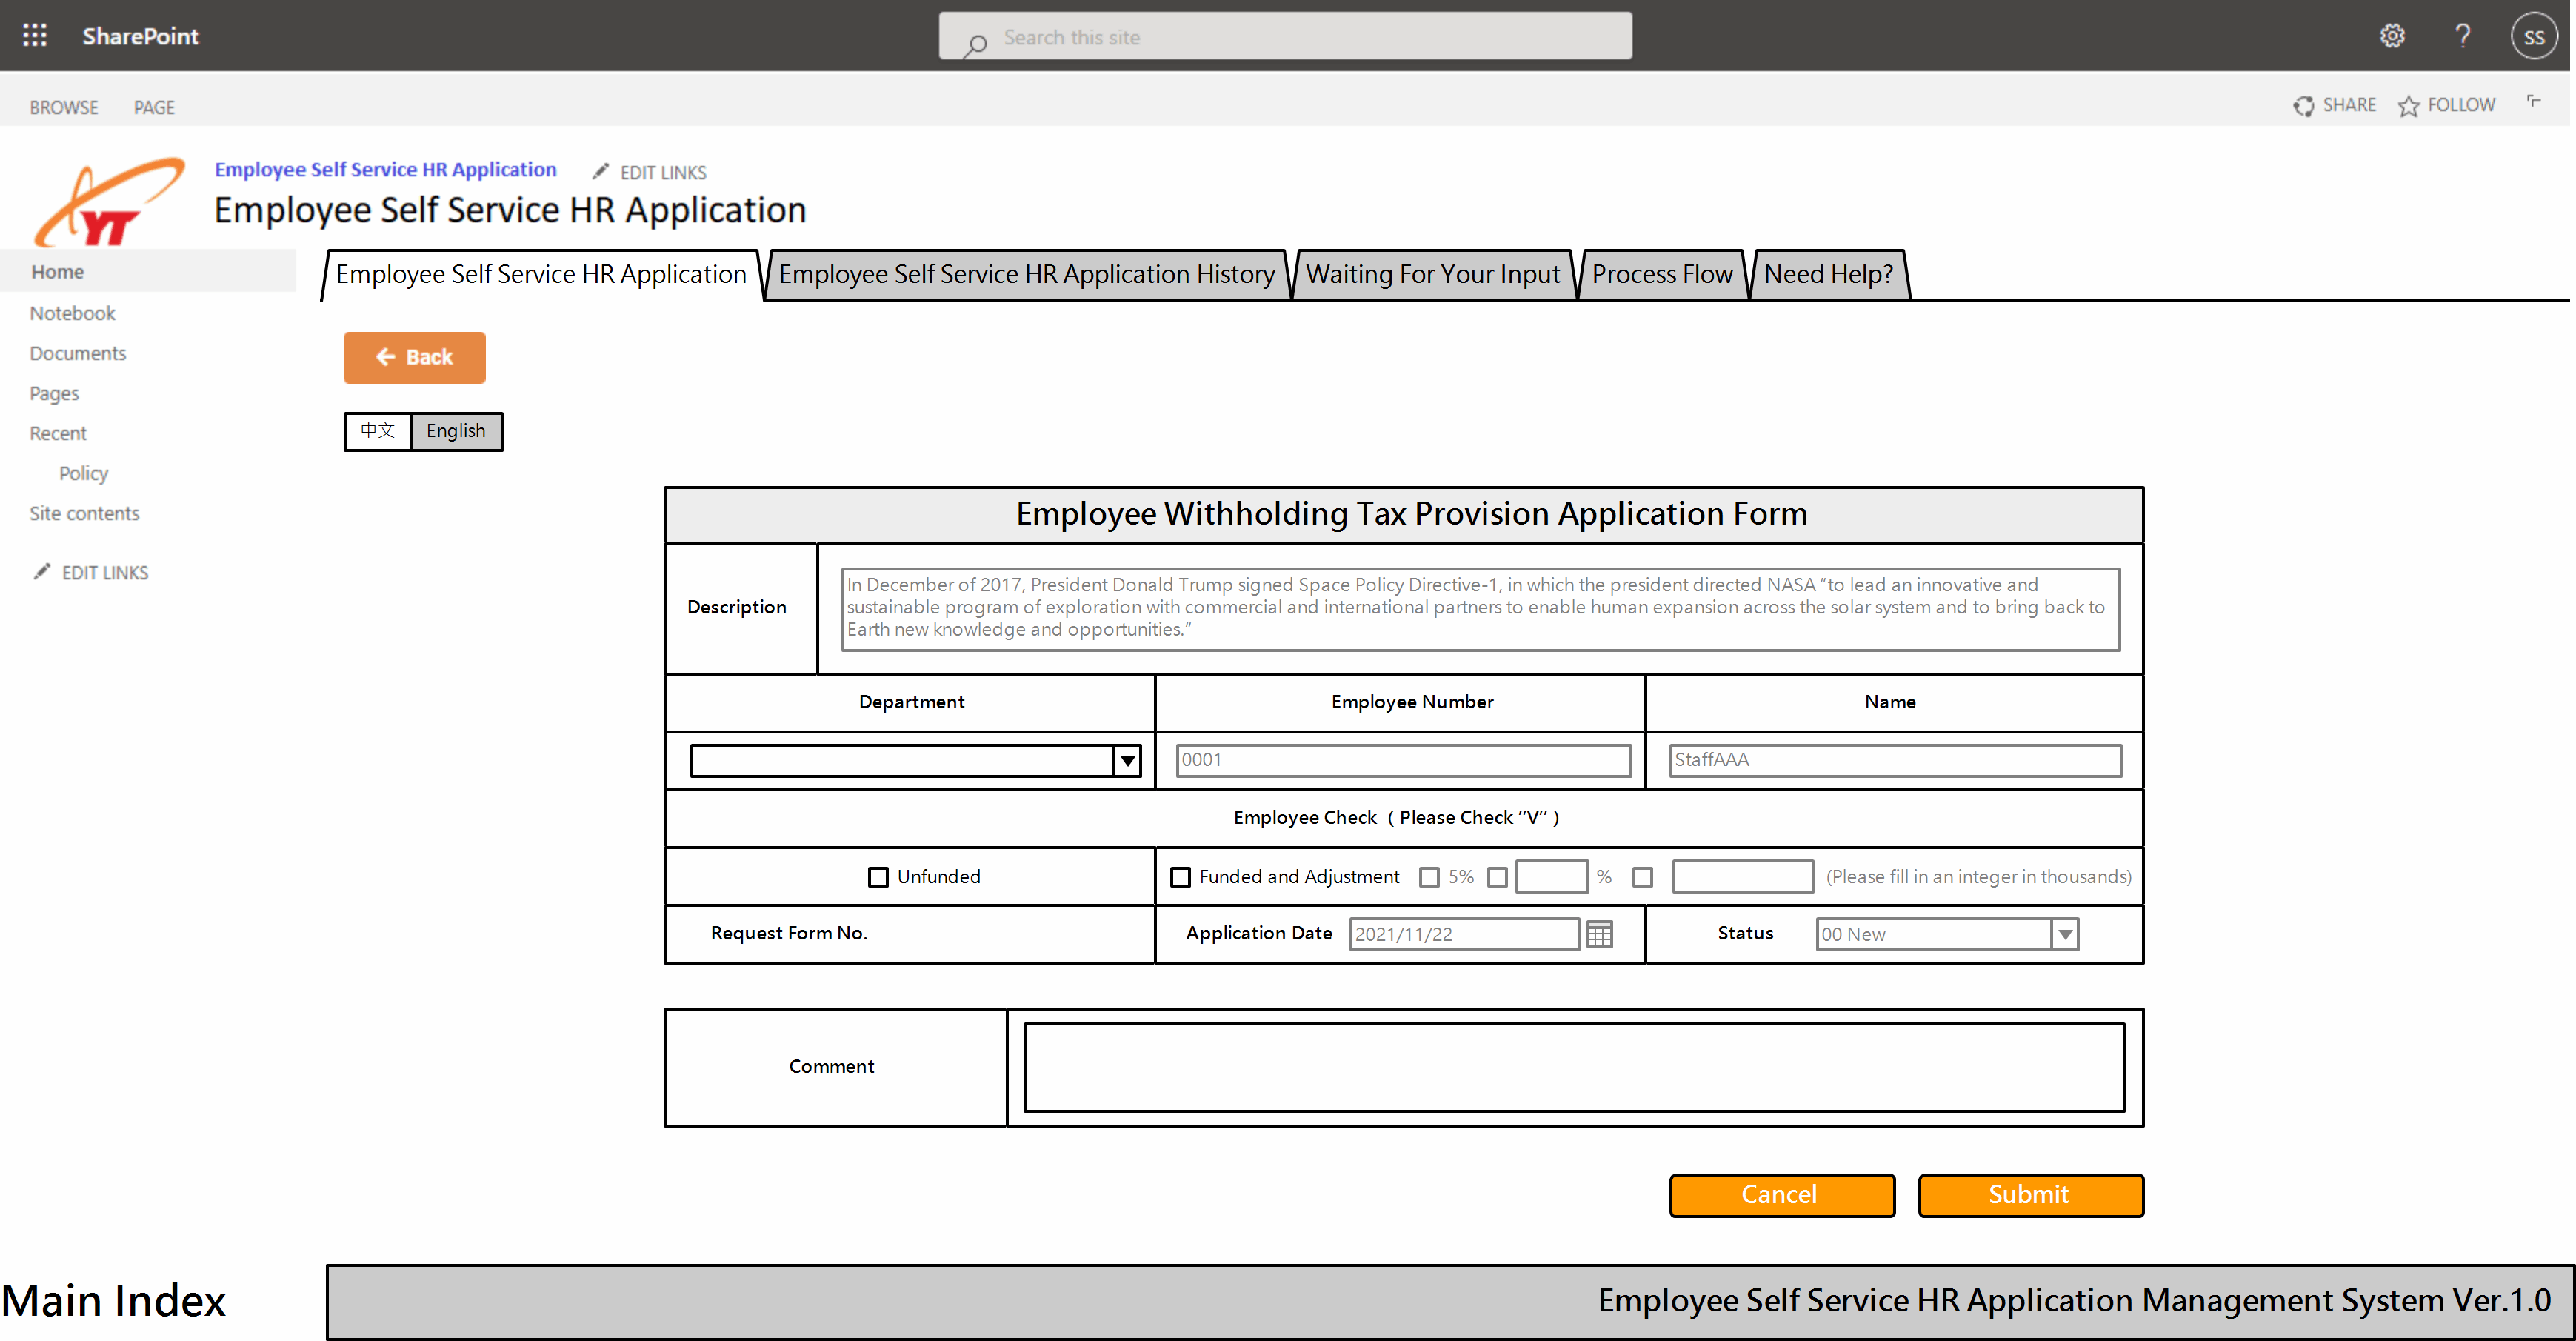 SharePoint
Search this site
?
SS
BROWSE PAGE
SHARE FOLLOW
YT
Employee Self Service HR Application EDIT LINKS
Employee Self Service HR Application
Home
Notebook
Documents
Pages
Recent
Policy
Site contents
EDIT LINKS
Employee Self Service HR Application
Employee Self Service HR Application History
Waiting For Your Input
Process Flow
Need Help?
Back
中文 English
Employee Withholding Tax Provision Application Form
Description
In December of 2017, President Donald Trump signed Space Policy Directive-1, in which the president directed NASA “to lead an innovative and
sustainable program of exploration with commercial and international partners to enable human expansion across the solar system and to bring back to
Earth new knowledge and opportunities.”
Department Employee Number Name
0001 StaffAAA
Employee Check ( Please Check ’’V’’ )
Unfunded Funded and Adjustment 5% % (Please fill in an integer in thousands)
Request Form No. Application Date 2021/11/22 Status 00 New
Comment
Cancel Submit
Main Index
Employee Self Service HR Application Management System Ver.1.0